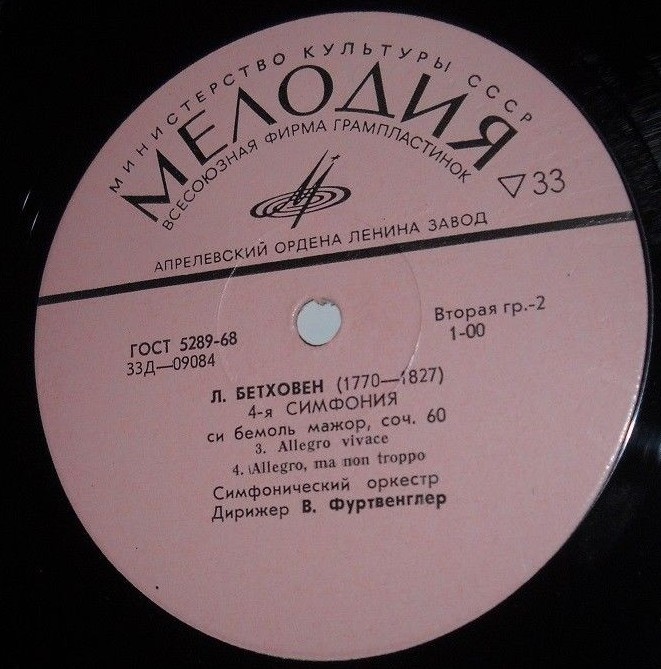 МИНИСТЕРСТВО КУЛЬТУРЫ СССР
МЕЛОДИЯ
ВСЕСОЮЗНАЯ ФИРМА ГРАМПЛАСТИНОК
33
АПРЕЛЕВСКИЙ ОРДЕНА ЛЕНИНА ЗАВОД
ГОСТ 5289-68
33Д—09084
Вторая гр.-2
1-00
Л. БЕТХОВЕН (1770—1827)
4-я СИМФОНИЯ
си бемоль мажор, соч. 60
3. Allegro vivace
4. Allegro, ma non troppo
Симфонический оркестр
Дирижер В. Фуртвенглер